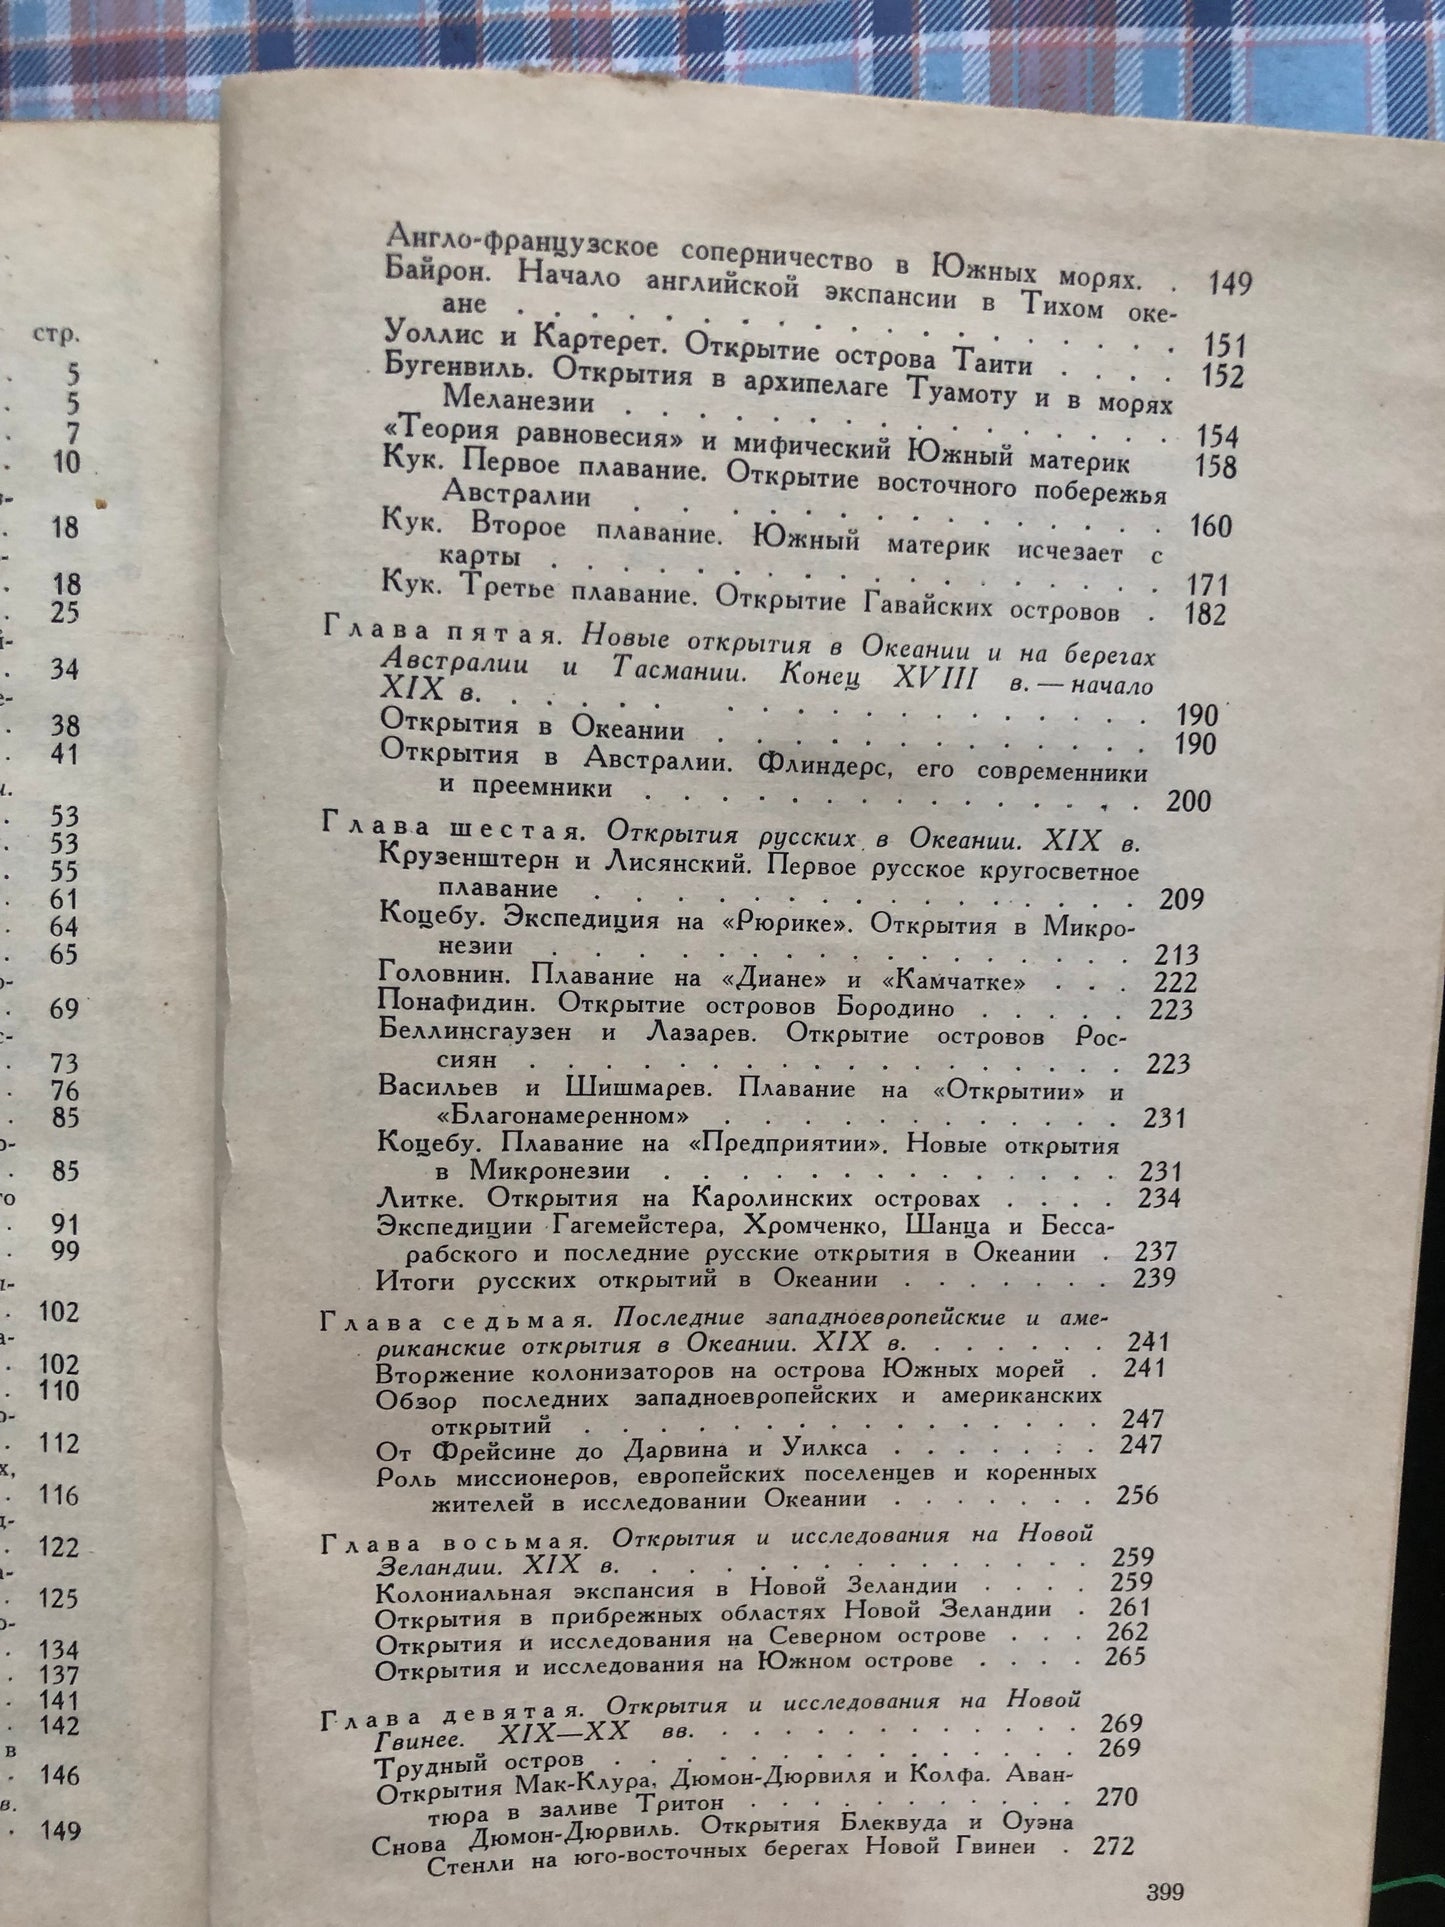 стр.
5
5
7
10
18
18
25
34
38
41
53
53
55
61
64
65
69
73
76
85
85
91
99
102
102
110
112
116
122
125
134
137
141
142
в
146
в.
149
Англо-французское соперничество в Южных морях. . 149
Байрон. Начало английской экспансии в Тихом оке-
ане . . . . . . . . . . . . . . . . . . 151
Уоллис и Картерет. Открытие острова Таити . . . . 152
Бугенвиль. Открытия в архипелаге Туамоту и в морях
Меланезии . . . . . . . . . . . . . . . 154
«Теория равновесия» и мифический Южный материк 158
Кук. Первое плавание. Открытие восточного побережья
Австралии . . . . . . . . . . . . . . . 160
Кук. Второе плавание. Южный материк исчезает с
карты . . . . . . . . . . . . . . . . . 171
Кук. Третье плавание. Открытие Гавайских островов . 182
Глава пятая. Новые открытия в Океании и на берегах
Австралии и Тасмании. Конец XVIII в. — начало
XIX в. . . . . . . . . . . . . . . . . . 190
Открытия в Океании . . . . . . . . . . . . 190
Открытия в Австралии. Флиндерс, его современники
и преемники . . . . . . . . . . . . . . 200
Глава шестая. Открытия русских в Океании. XIX в.
Крузенштерн и Лисянский. Первое русское кругосветное
плавание . . . . . . . . . . . . . . . 209
Коцебу. Экспедиция на «Рюрике». Открытия в Микро-
незии . . . . . . . . . . . . . . . . . 213
Головнин. Плавание на «Диане» и «Камчатке» . . . 222
Понафидин. Открытие островов Бородино . . . . . 223
Беллинсгаузен и Лазарев. Открытие островов Рос-
сиян . . . . . . . . . . . . . . . . . 223
Васильев и Шишмарев. Плавание на «Открытии» и
«Благонамеренном» . . . . . . . . . . . . 231
Коцебу. Плавание на «Предприятии». Новые открытия
в Микронезии . . . . . . . . . . . . . 231
Литке. Открытия на Каролинских островах . . . . 234
Экспедиции Гагемейстера, Хромченко, Шанца и Бесса-
рабского и последние русские открытия в Океании . 237
Итоги русских открытий в Океании . . . . . . . 239
Глава седьмая. Последние западноевропейские и аме-
риканские открытия в Океании. XIX в. . . . . . . 241
Вторжение колонизаторов на острова Южных морей . 241
Обзор последних западноевропейских и американских
открытий . . . . . . . . . . . . . . . 247
От Фрейсине до Дарвина и Уилкса . . . . . . . 247
Роль миссионеров, европейских поселенцев и коренных
жителей в исследовании Океании . . . . . . . 256
Глава восьмая. Открытия и исследования на Новой
Зеландии. XIX в. . . . . . . . . . . . . . 259
Колониальная экспансия в Новой Зеландии . . . . 259
Открытия в прибрежных областях Новой Зеландии . 261
Открытия и исследования на Северном острове . . . 262
Открытия и исследования на Южном острове . . . . 265
Глава девятая. Открытия и исследования на Новой
Гвинее. XIX—XX вв. . . . . . . . . . . . 269
Трудный остров . . . . . . . . . . . . . . 269
Открытия Мак-Клура, Дюмон-Дюрвиля и Колфа. Аван-
тюра в заливе Тритон . . . . . . . . . . . 270
Снова Дюмон-Дюрвиль. Открытия Блеквуда и Оуэна
Стенли на юго-восточных берегах Новой Гвинеи . 272
399